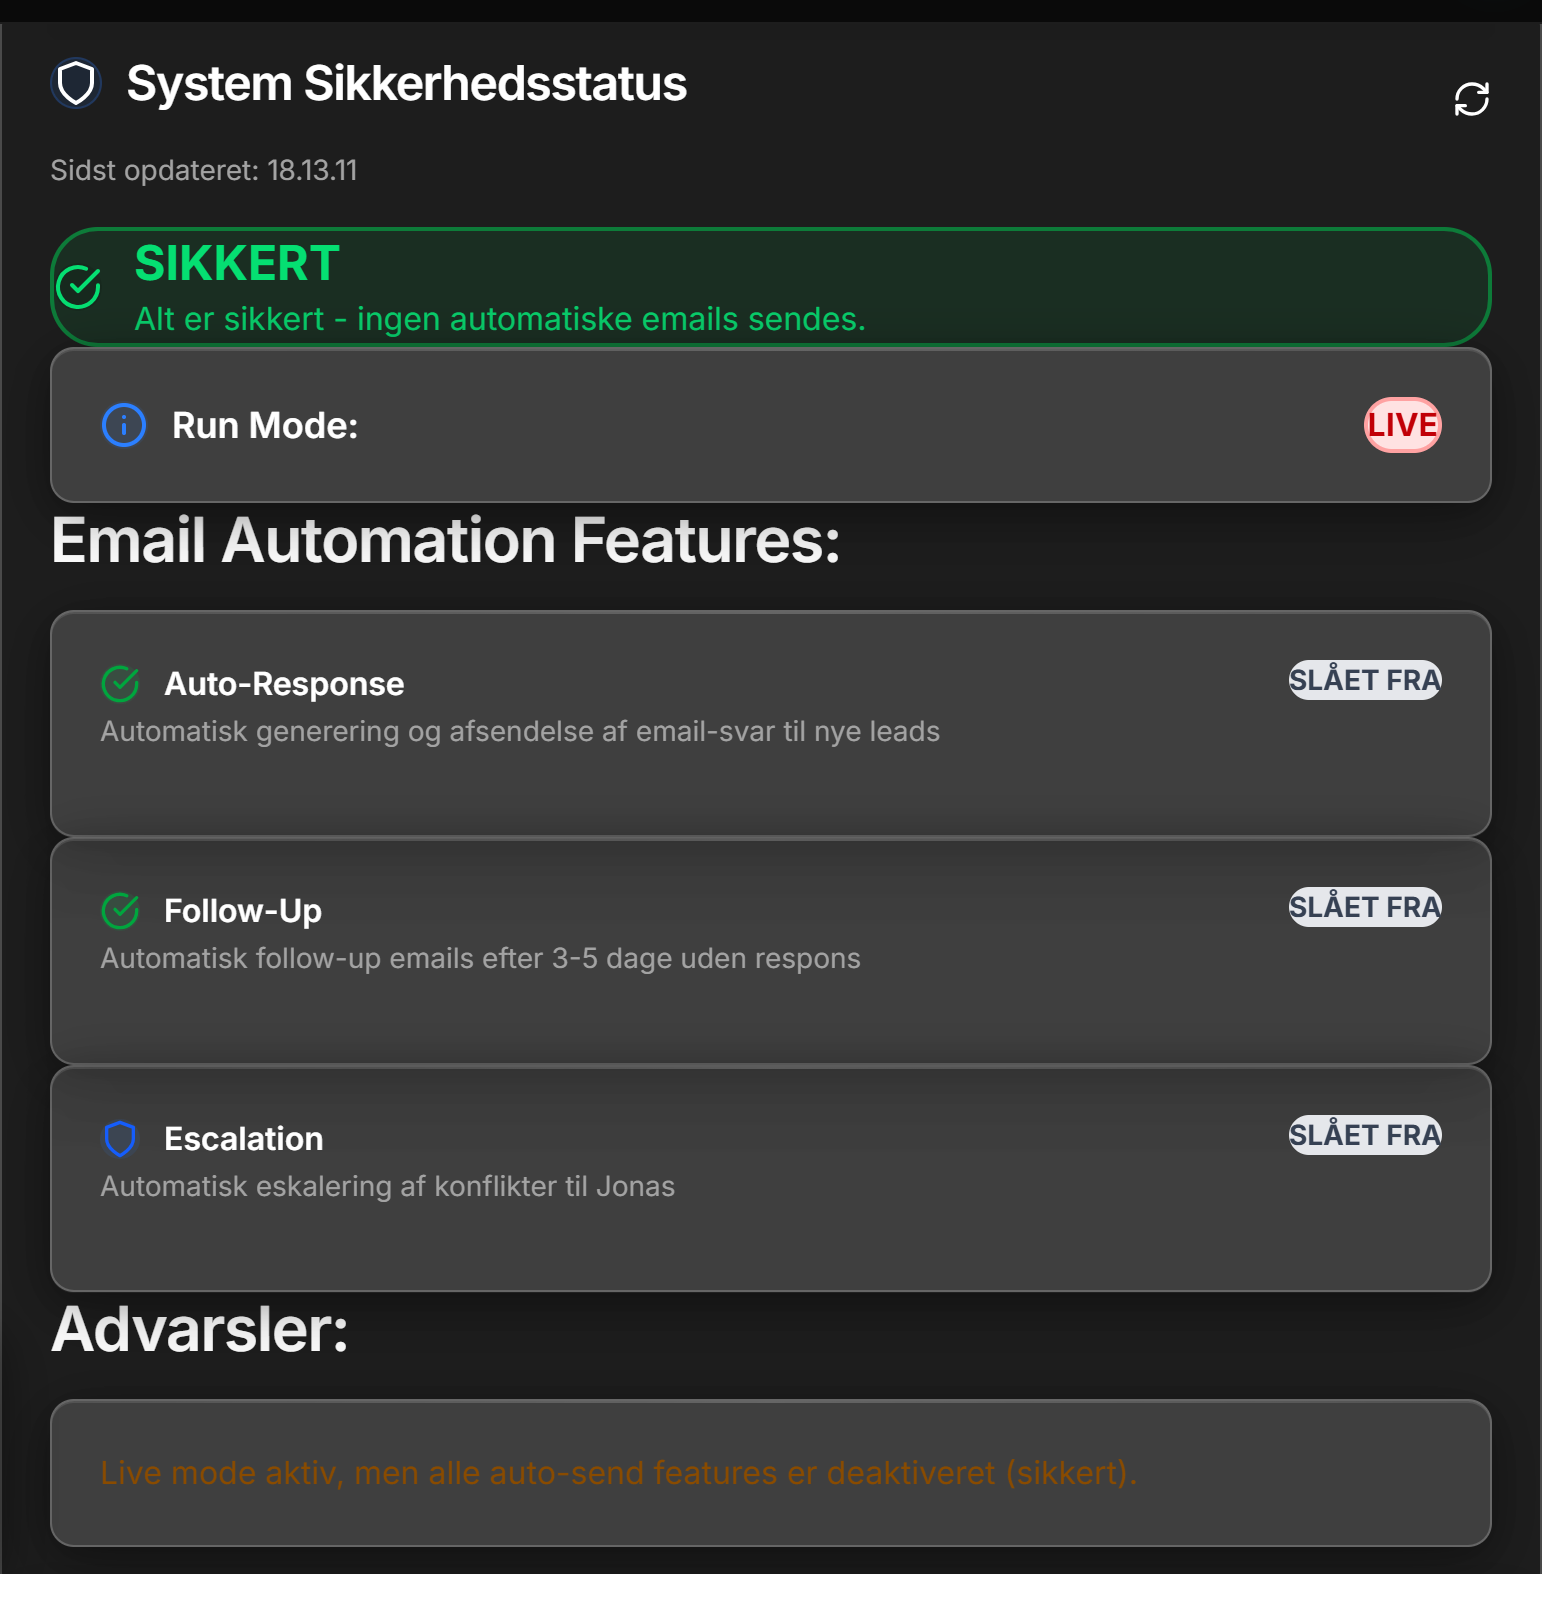 System Sikkerhedsstatus
Sidst opdateret: 18.13.11
SIKKERT
Alt er sikkert - ingen automatiske emails sendes.
Run Mode:
LIVE
Email Automation Features:
Auto-Response
SLÅET FRA
Automatisk generering og afsendelse af email-svar til nye leads
Follow-Up
SLÅET FRA
Automatisk follow-up emails efter 3-5 dage uden respons
Escalation
SLÅET FRA
Automatisk eskalering af konflikter til Jonas
Advarsler:
Live mode aktiv, men alle auto-send features er deaktiveret (sikkert).